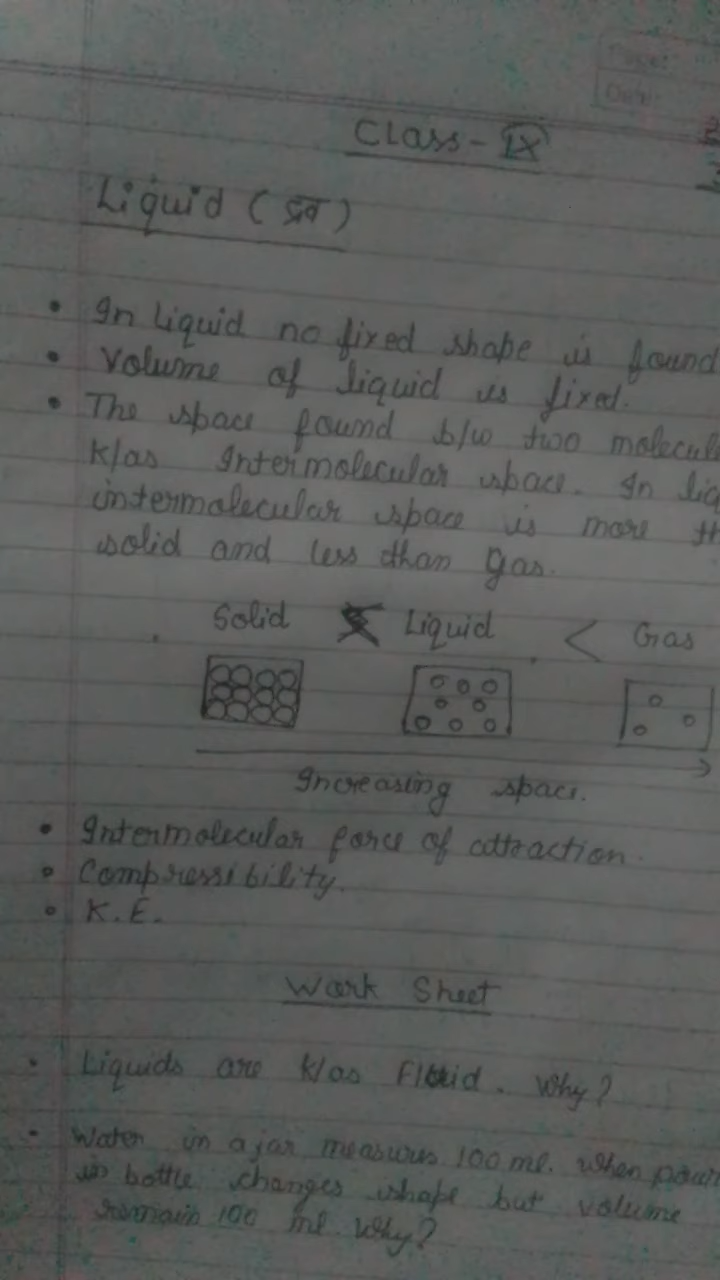 Page:
Date:
Class - IX
Liquid (द्रव)
• In Liquid no fixed shape is found
• Volume of liquid is fixed.
• The space found b/w two molecul
k/as Intermolecular space. In liq
intermolecular space is more th
solid and less than gas.
Solid < Liquid < Gas
Increasing space.
• Intermolecular force of attraction.
• Compressibility.
• K.E.
Work Sheet
- Liquids are k/as Fluid. Why?
- Water in a jar measures 100 ml. when pour
in bottle changes shape but volume
remain 100 ml. Why?